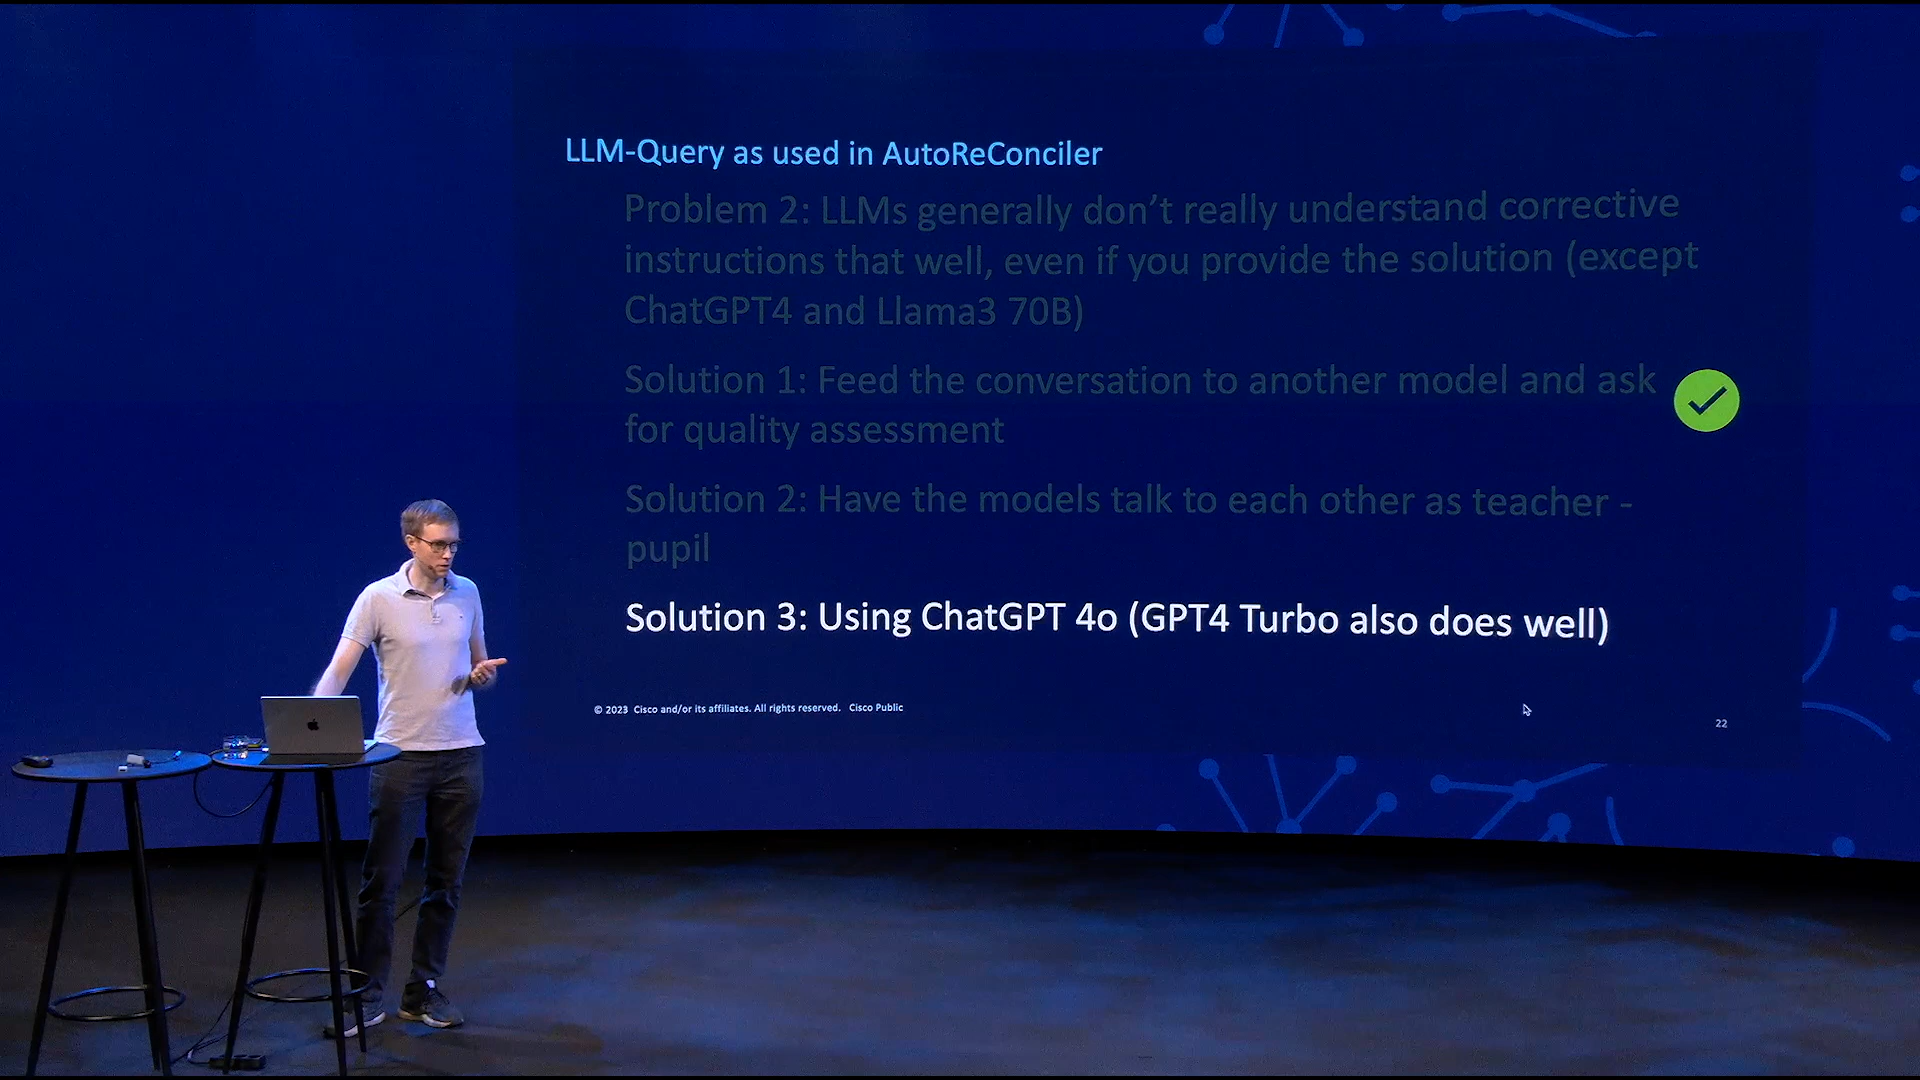 LLM-Query as used in AutoReConciler
Problem 2: LLMs generally don't really understand corrective
instructions that well, even if you provide the solution (except
ChatGPT4 and Llama3 70B)
Solution 1: Feed the conversation to another model and ask
for quality assessment
Solution 2: Have the models talk to each other as teacher -
pupil
Solution 3: Using ChatGPT 4o (GPT4 Turbo also does well)
© 2023 Cisco and/or its affiliates. All rights reserved. Cisco Public
22